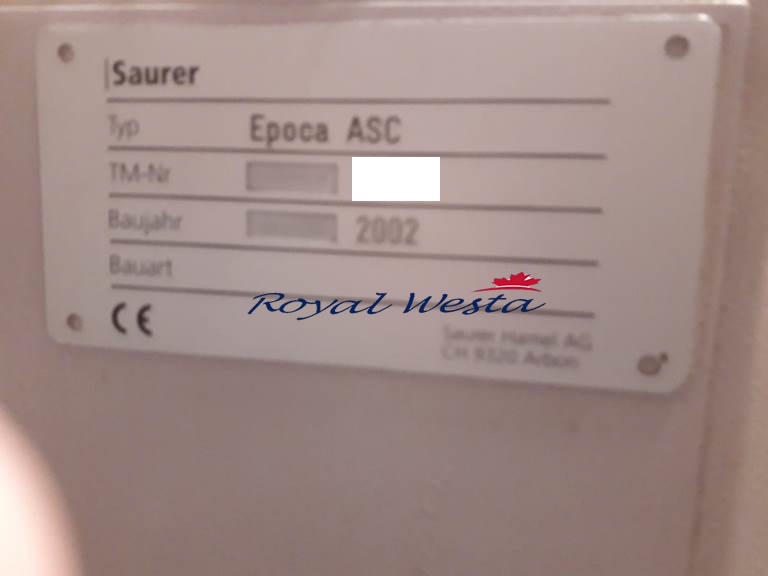 Saurer
Typ Epoca ASC
TM-Nr
Baujahr 2002
Bauart
Royal Westa
CE
Saurer Hamel AG
CH 9320 Arbon